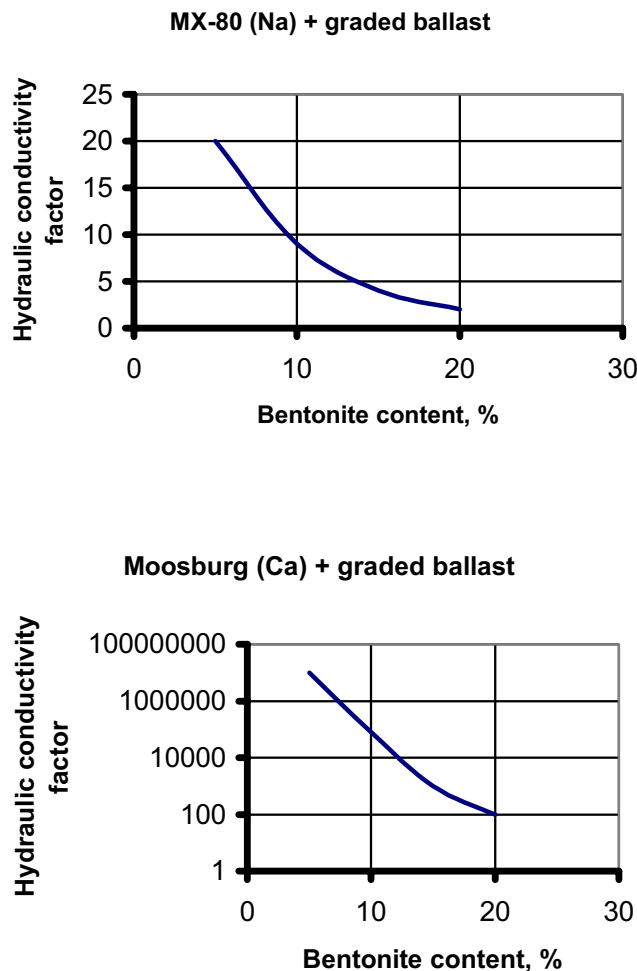 MX-80 (Na) + graded ballast
Hydraulic conductivity
factor
25
20
15
10
5
0
0 10 20 30
Bentonite content, %
Moosburg (Ca) + graded ballast
Hydraulic conductivity
factor
100000000
1000000
10000
100
1
0 10 20 30
Bentonite content, %